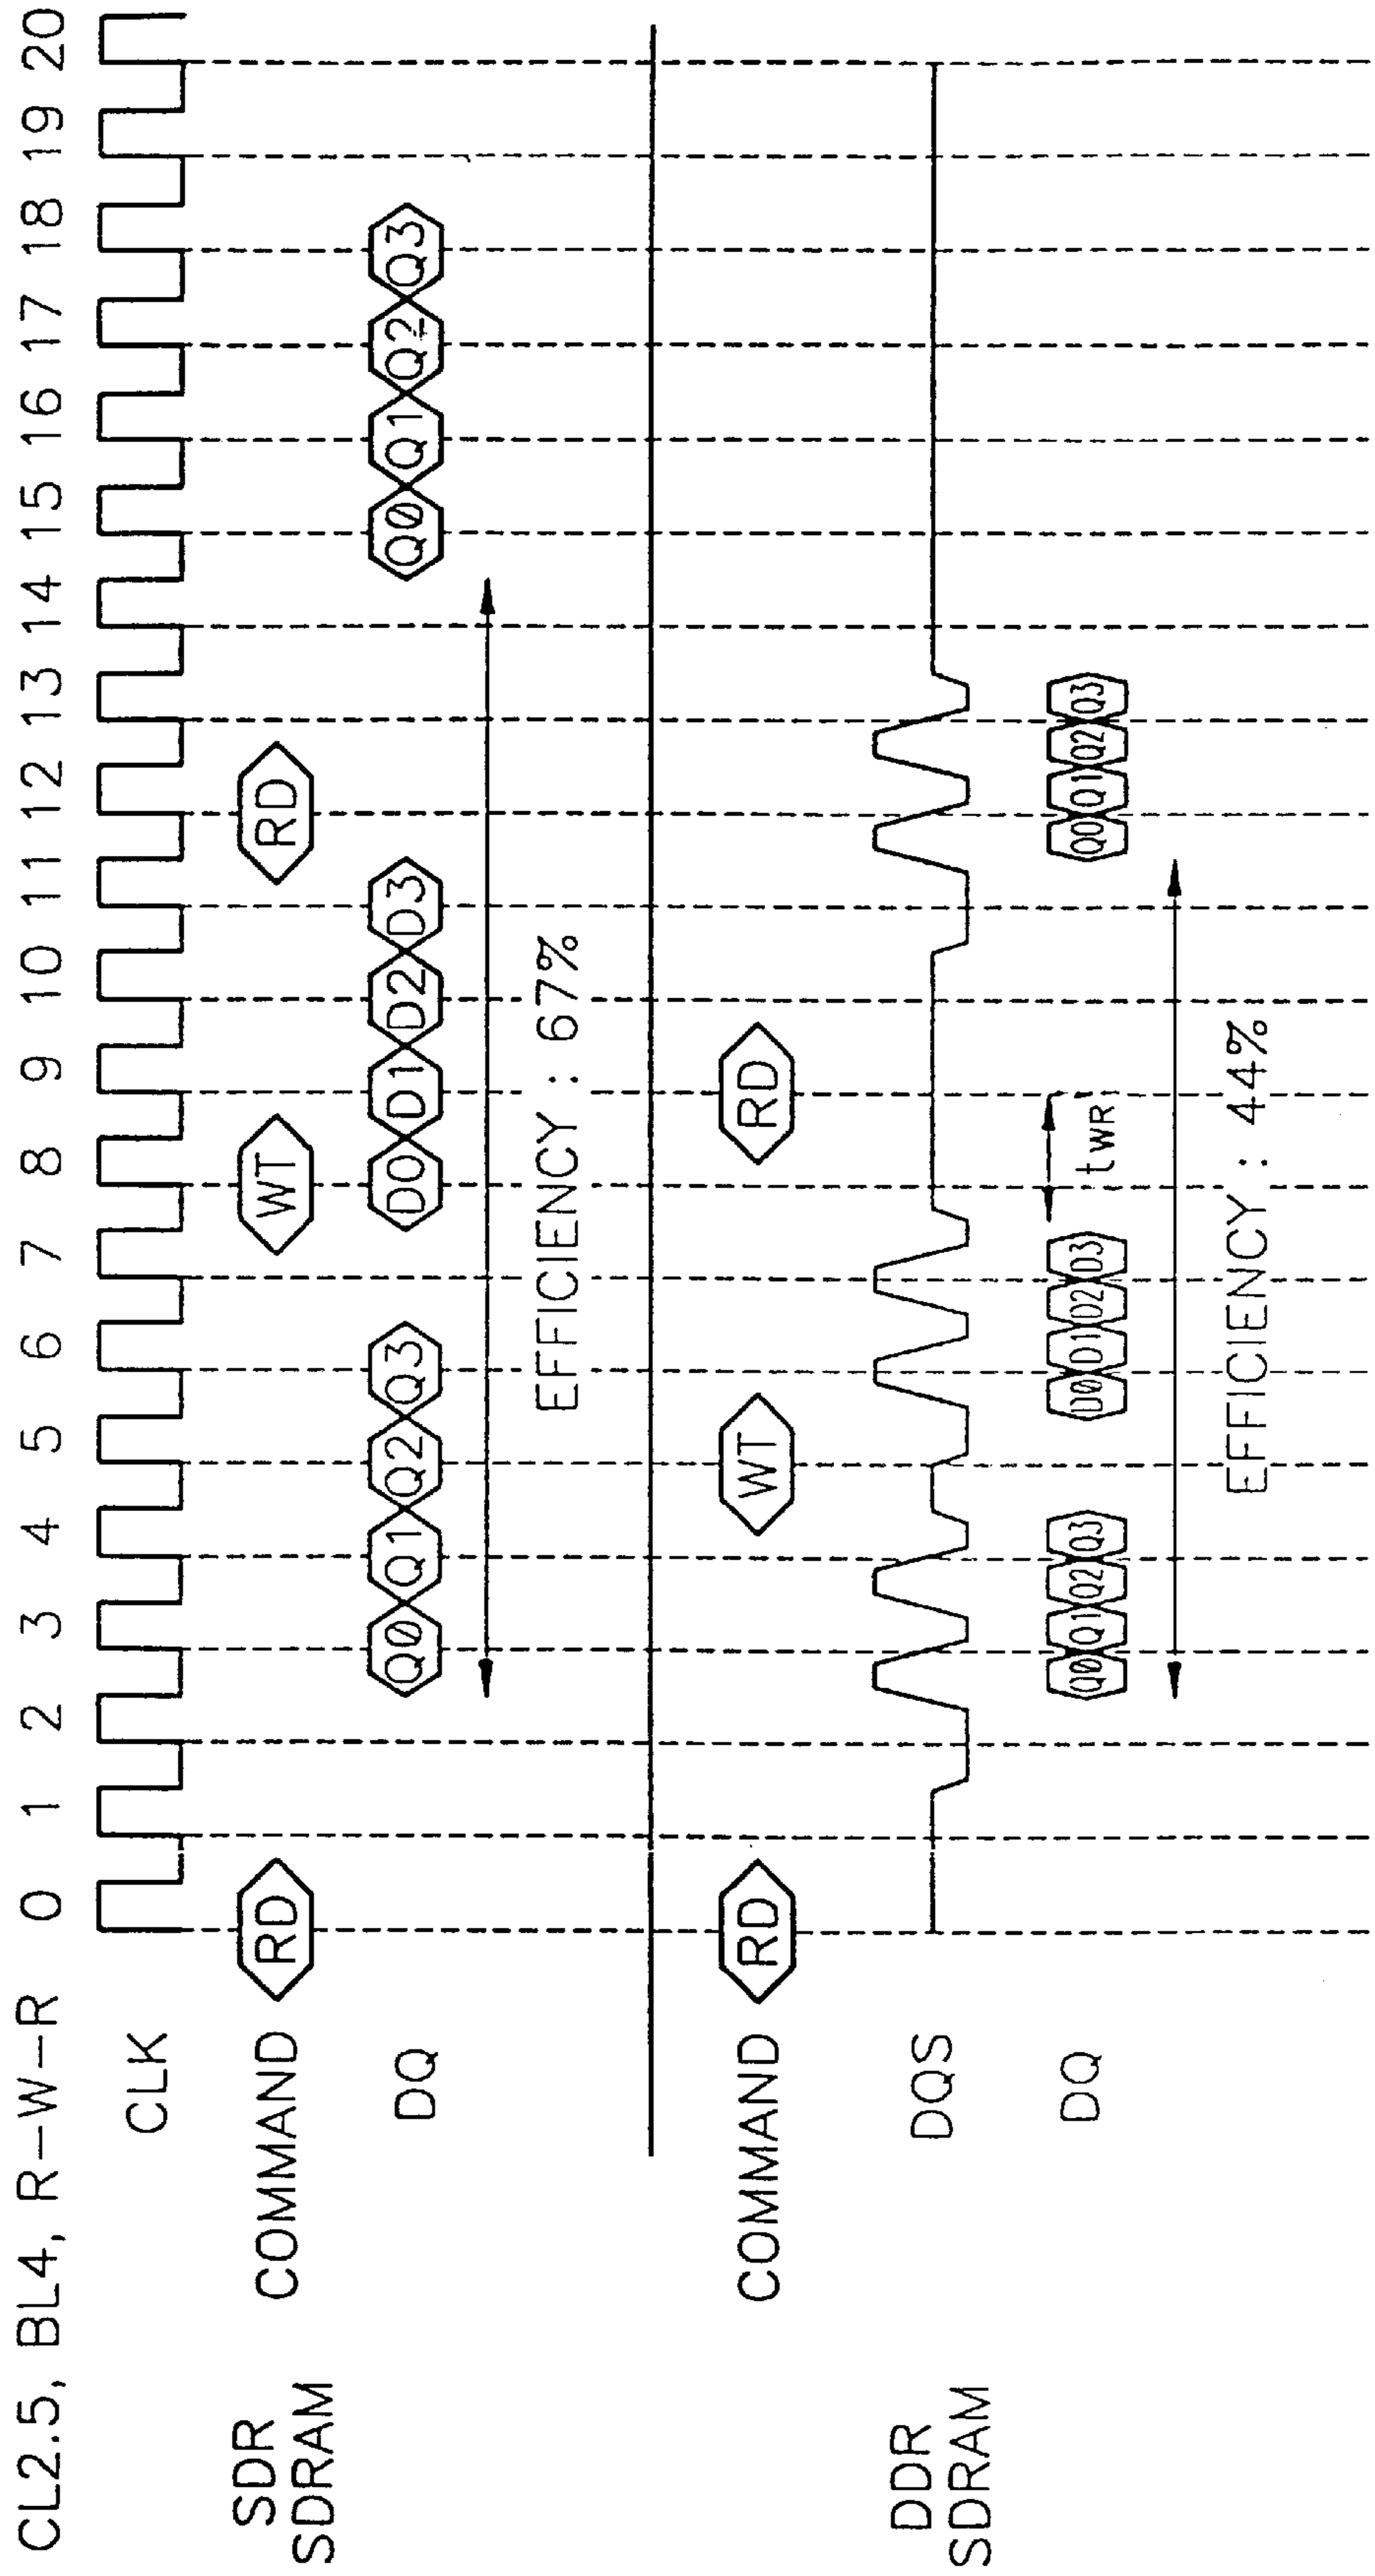 CL2.5, BL4, R-W-R 0 1 2 3 4 5 6 7 8 9 10 11 12 13 14 15 16 17 18 19 20
CLK
SDR
SDRAM
COMMAND RD WT RD
DQ Q0 Q1 Q2 Q3 D0 D1 D2 D3 Q0 Q1 Q2 Q3
EFFICIENCY : 67%
DDR
SDRAM
COMMAND RD WT RD
DQS
DQ Q0 Q1 Q2 Q3 D0 D1 D2 D3 Q0 Q1 Q2 Q3
tWR
EFFICIENCY : 44%